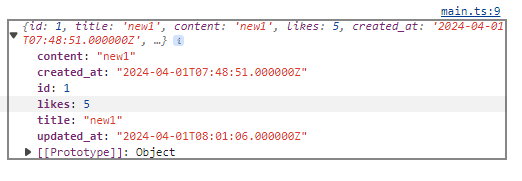 main.ts:9
{id: 1, title: 'new1', content: 'new1', likes: 5, created_at: '2024-04-01
T07:48:51.000000Z', …} i
content: "new1"
created_at: "2024-04-01T07:48:51.000000Z"
id: 1
likes: 5
title: "new1"
updated_at: "2024-04-01T08:01:06.000000Z"
[[Prototype]]: Object